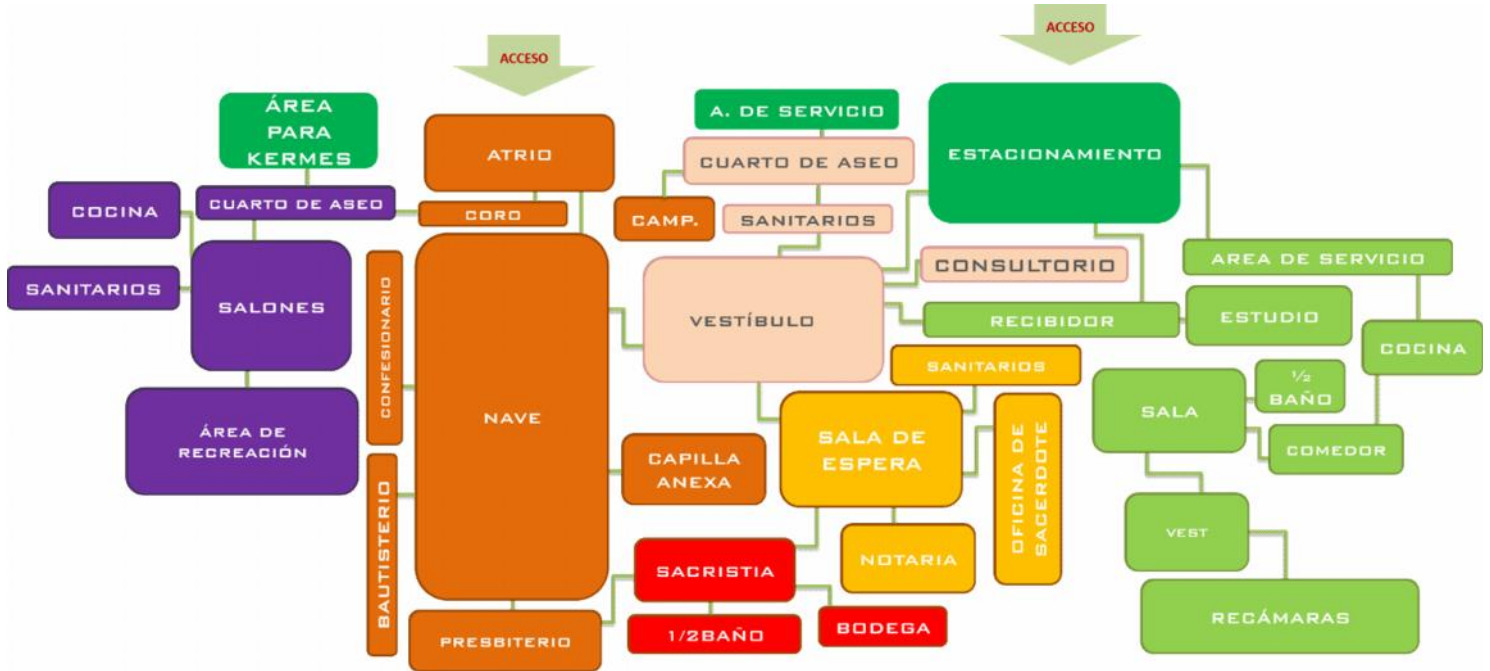 ACCESO
ACCESO
ÁREA
PARA
KERMES
ATRIO
A. DE SERVICIO
ESTACIONAMIENTO
CUARTO DE ASEO
COCINA
CUARTO DE ASEO
CORO
CAMP.
SANITARIOS
SANITARIOS
SALONES
CONFESIONARIO
VESTÍBULO
CONSULTORIO
AREA DE SERVICIO
RECIBIDOR
ESTUDIO
COCINA
SANITARIOS
SALA
½
BAÑO
COMEDOR
ÁREA DE
RECREACIÓN
NAVE
CAPILLA
ANEXA
SALA DE
ESPERA
OFICINA DE
SACERDOTE
BAUTISTERIO
VEST
NOTARIA
SACRISTIA
RECÁMARAS
PRESBITERIO
1/2BAÑO
BODEGA